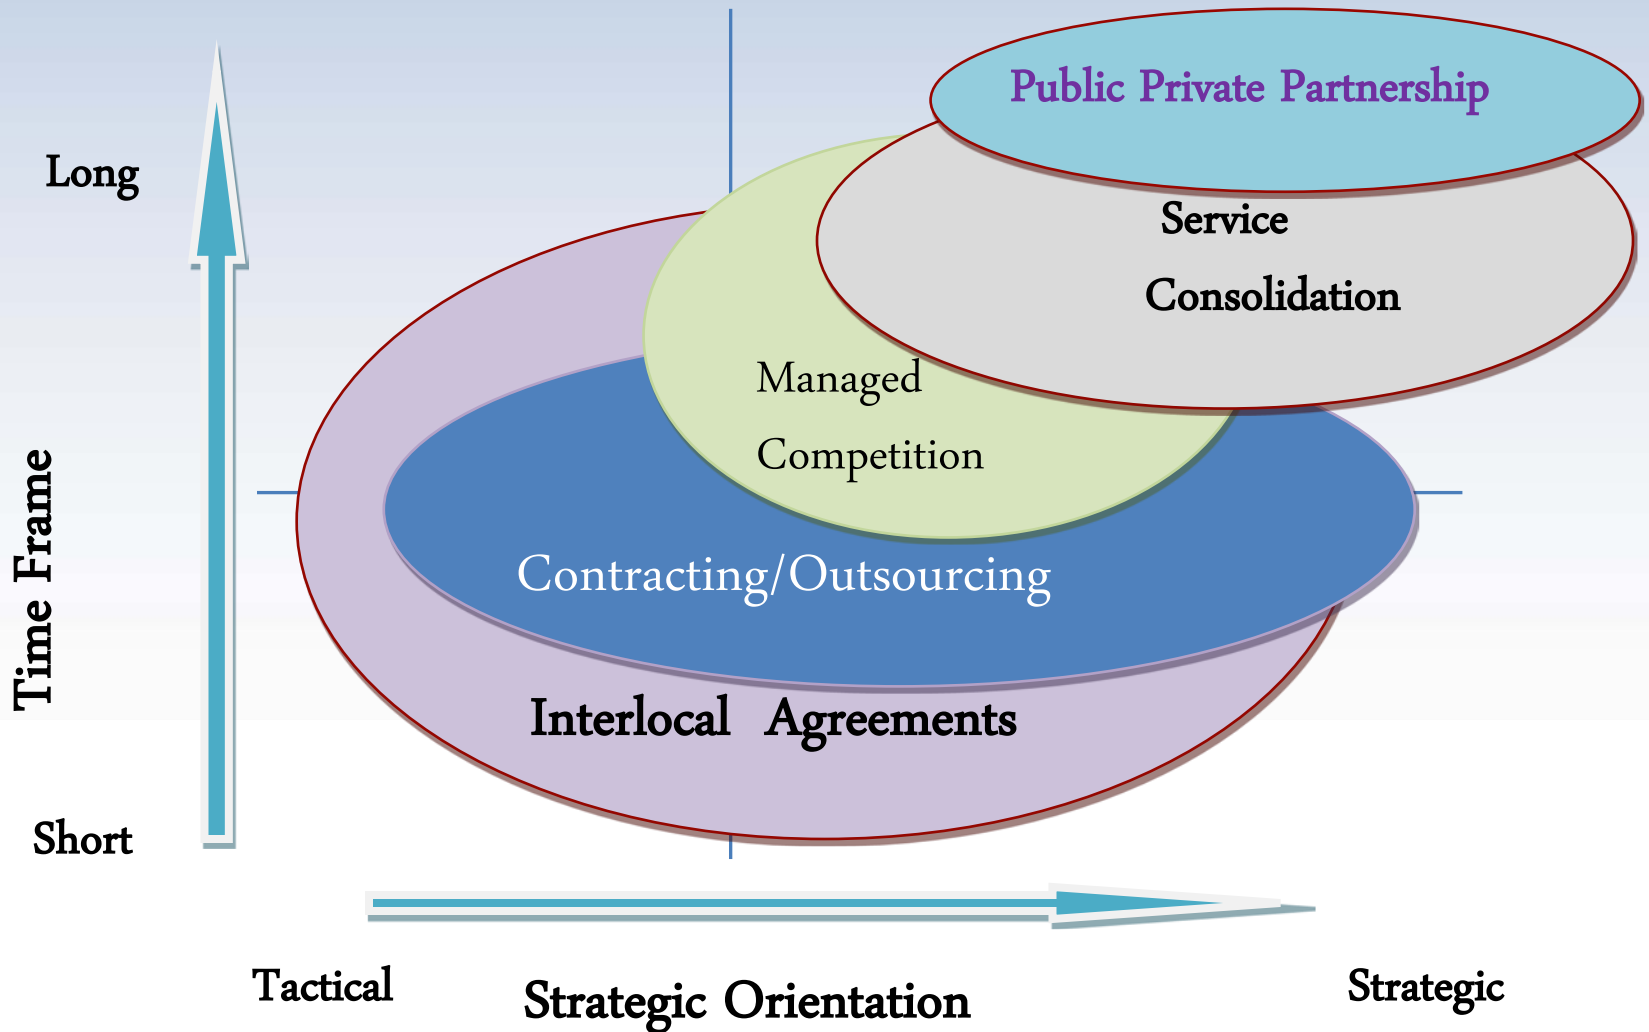 Public Private Partnership
Long
Service
Consolidation
Managed
Competition
Time Frame
Contracting/Outsourcing
Interlocal Agreements
Short
Tactical
Strategic Orientation
Strategic